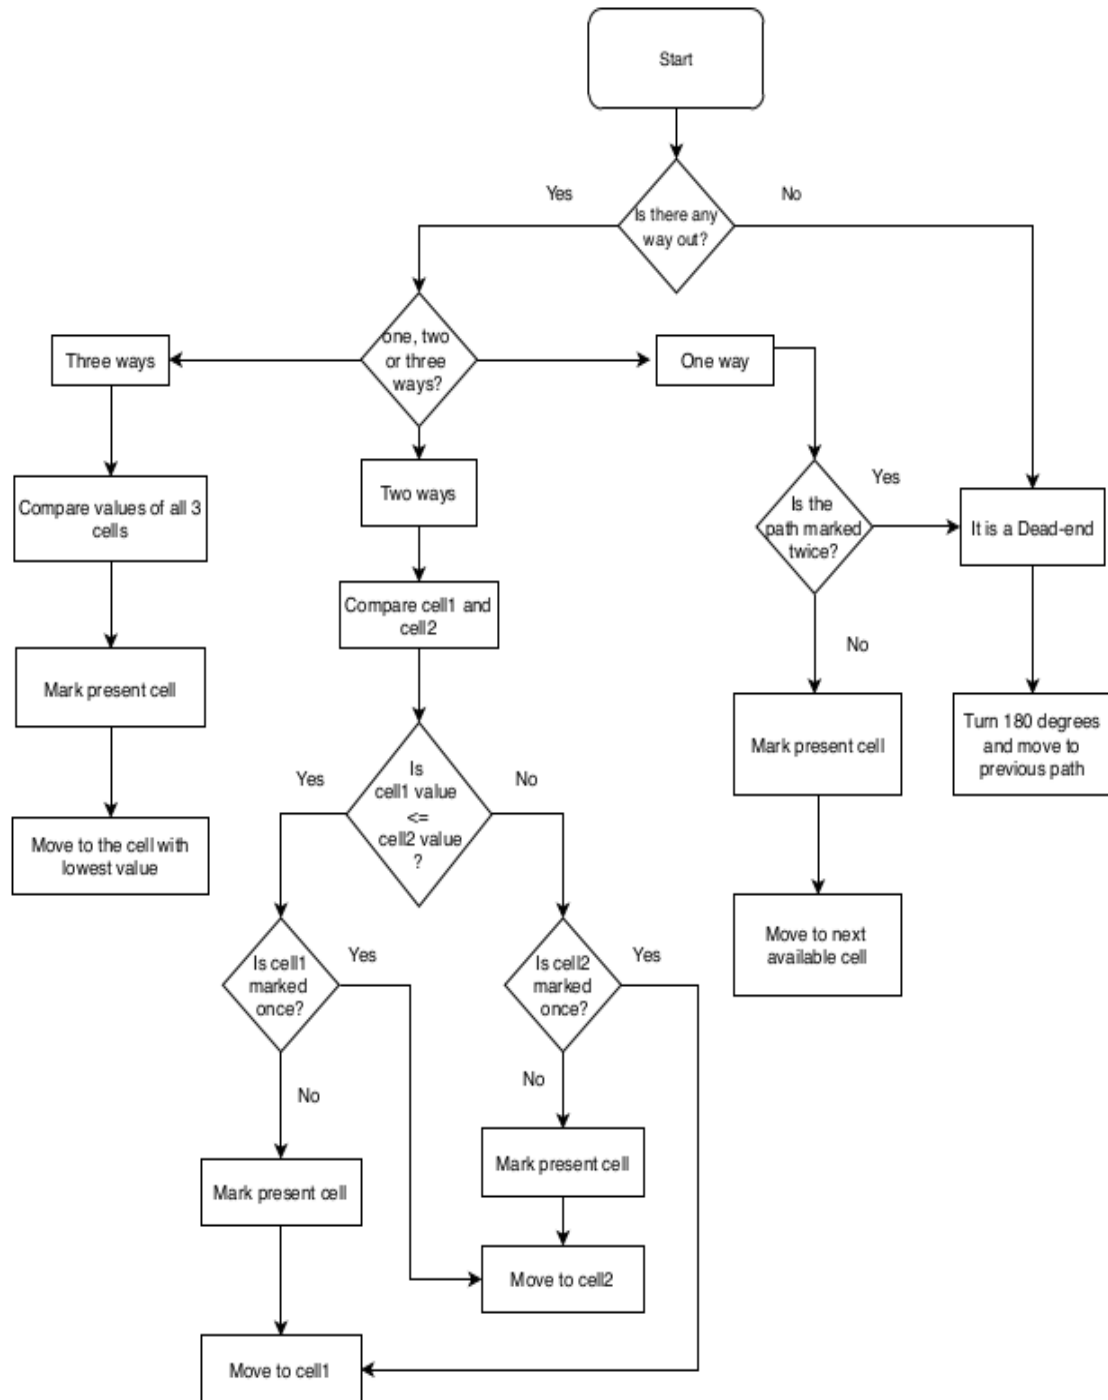 Start
Yes
No
Is there any
way out?
Three ways
one, two
or three
ways?
One way
Compare values of all 3
cells
Two ways
Is the
path marked
twice?
Yes
It is a Dead-end
Compare cell1 and
cell2
No
Mark present cell
Mark present cell
Turn 180 degrees
and move to
previous path
Yes
Is
cell1 value
<=
cell2 value
?
No
Move to the cell with
lowest value
Move to next
available cell
Is cell1
marked
once?
Yes
Is cell2
marked
once?
Yes
No
No
Mark present cell
Mark present cell
Move to cell2
Move to cell1